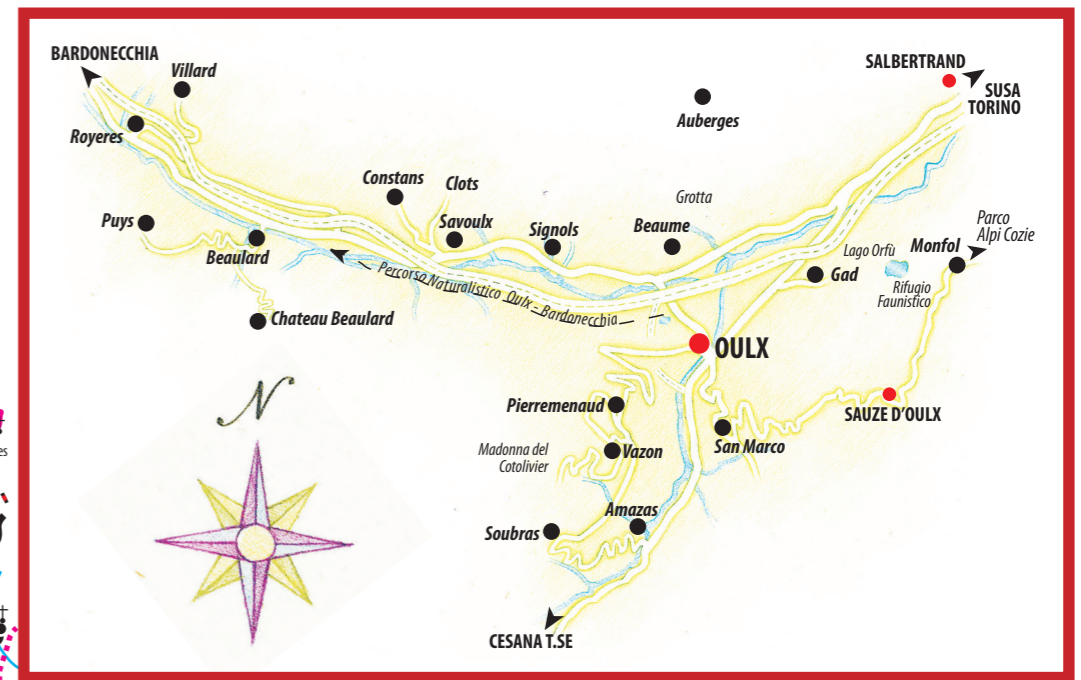 BARDONECCHIA
Villard
Royeres
Puys
Beaulard
Chateau Beaulard
Constans
Clots
Savoulx
Signols
Auberges
Grotta
Beaume
SALBERTRAND
SUSA
TORINO
Parco
Alpi Cozie
Monfol
Lago Orfù
Gad
Rifugio
Faunistico
Percorso Naturalistico Oulx - Bardonecchia
OULX
SAUZE D'OULX
San Marco
Pierremenaud
Vazon
Madonna del
Cotolivier
Amazas
Soubras
CESANA T.SE
N
es